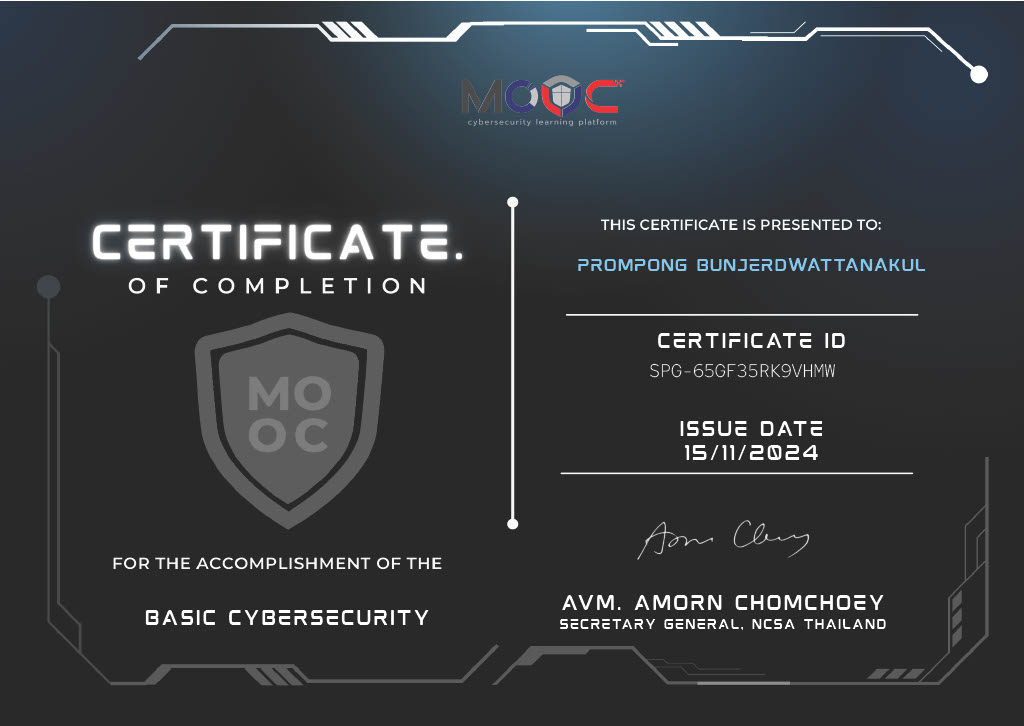 MOOC
cybersecurity learning platform
CERTIFICATE.
OF COMPLETION
MO
OC
FOR THE ACCOMPLISHMENT OF THE
BASIC CYBERSECURITY
THIS CERTIFICATE IS PRESENTED TO:
PROMPONG BUNJERDWATTANAKUL
CERTIFICATE ID
SPG-65GF35RK9VHMW
ISSUE DATE
15/11/2024
AVM. AMORN CHOMCHOEY
SECRETARY GENERAL, NCSA THAILAND